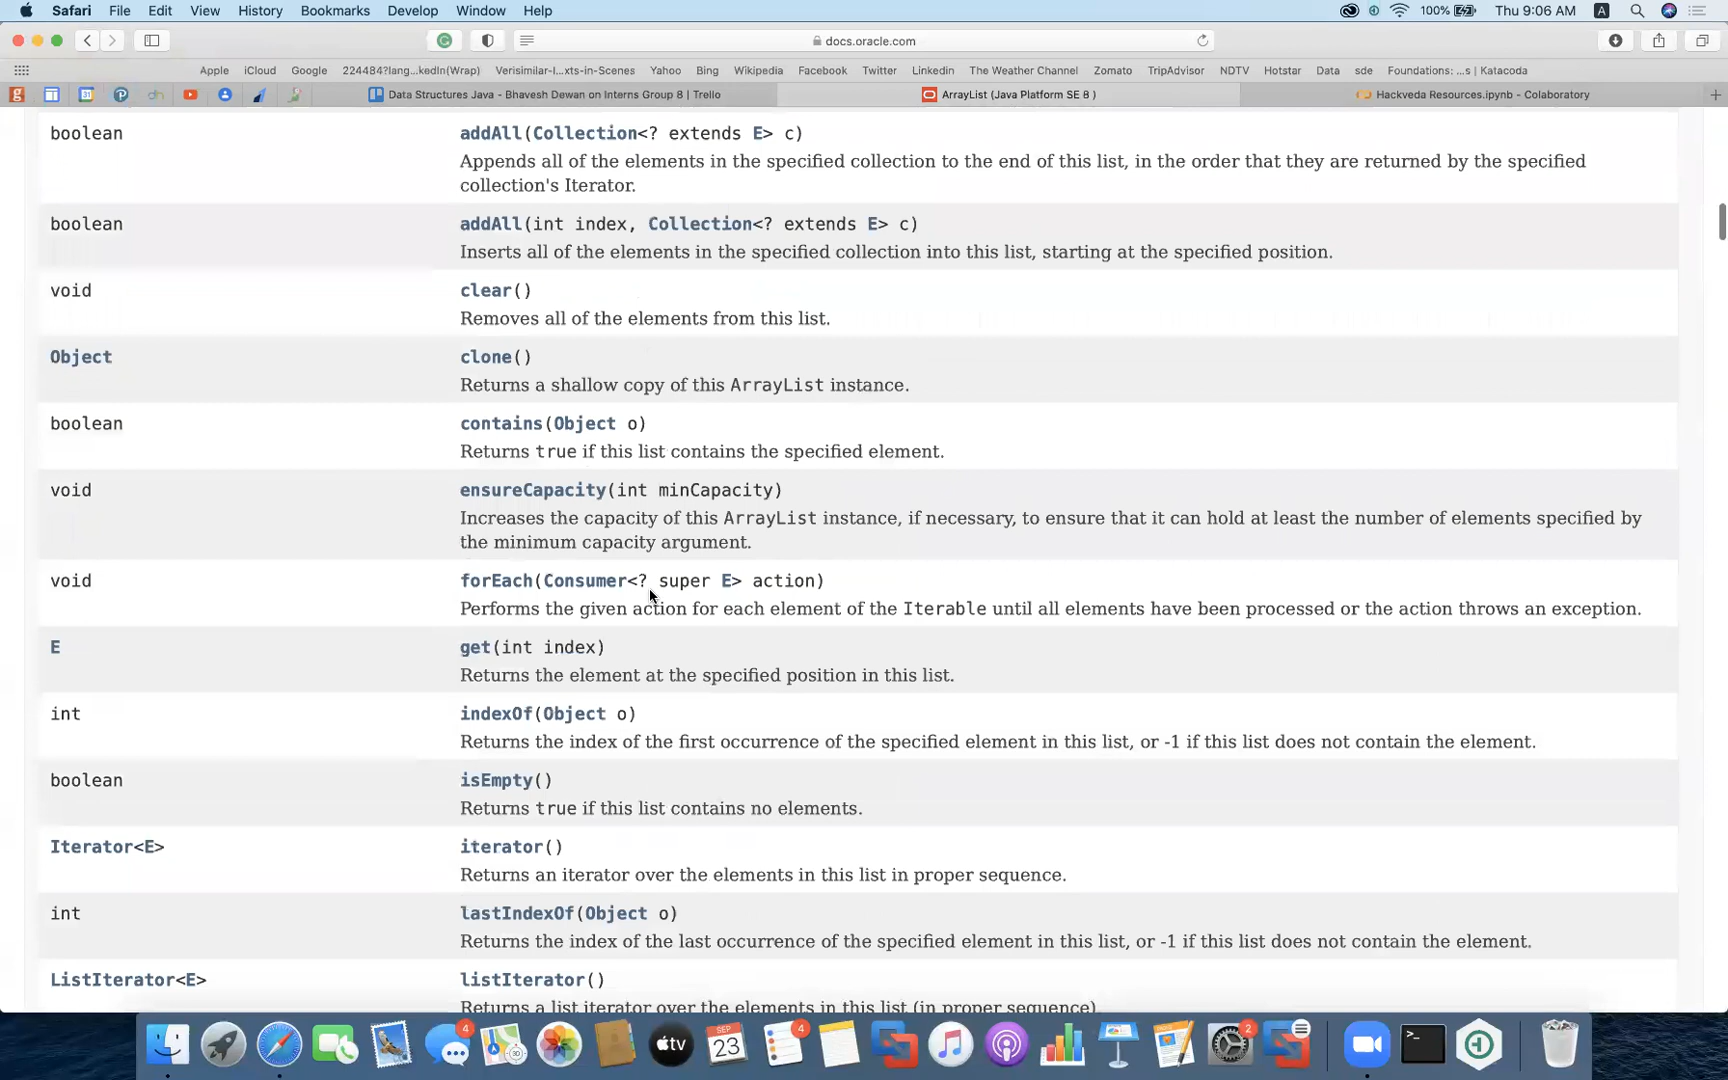 Safari File Edit View History Bookmarks Develop Window Help 100% Thu 9:06 AM A
docs.oracle.com
Apple iCloud Google 224484?lang...kedIn(Wrap) Verisimilar-I...xts-in-Scenes Yahoo Bing Wikipedia Facebook Twitter Linkedin The Weather Channel Zomato TripAdvisor NDTV Hotstar Data sde Foundations: ...s | Katacoda
Data Structures Java - Bhavesh Dewan on Interns Group 8 | Trello ArrayList (Java Platform SE 8 ) Hackveda Resources.ipynb - Colaboratory
boolean addAll(Collection<? extends E> c)
Appends all of the elements in the specified collection to the end of this list, in the order that they are returned by the specified
collection's Iterator.
boolean addAll(int index, Collection<? extends E> c)
Inserts all of the elements in the specified collection into this list, starting at the specified position.
void clear()
Removes all of the elements from this list.
Object clone()
Returns a shallow copy of this ArrayList instance.
boolean contains(Object o)
Returns true if this list contains the specified element.
void ensureCapacity(int minCapacity)
Increases the capacity of this ArrayList instance, if necessary, to ensure that it can hold at least the number of elements specified by
the minimum capacity argument.
void forEach(Consumer<? super E> action)
Performs the given action for each element of the Iterable until all elements have been processed or the action throws an exception.
E get(int index)
Returns the element at the specified position in this list.
int indexOf(Object o)
Returns the index of the first occurrence of the specified element in this list, or -1 if this list does not contain the element.
boolean isEmpty()
Returns true if this list contains no elements.
Iterator<E> iterator()
Returns an iterator over the elements in this list in proper sequence.
int lastIndexOf(Object o)
Returns the index of the last occurrence of the specified element in this list, or -1 if this list does not contain the element.
ListIterator<E> listIterator()
Returns a list iterator over the elements in this list (in proper sequence).
4 tv SEP 23 4 2